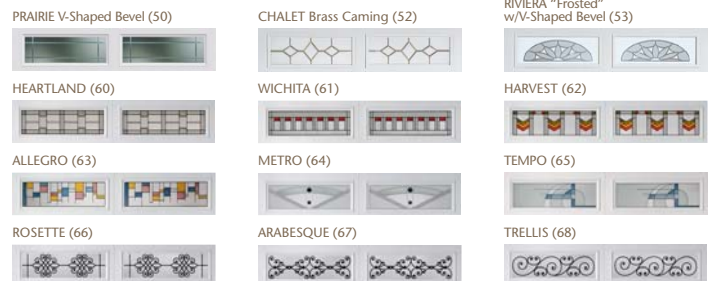 PRAIRIE V-Shaped Bevel (50)
CHALET Brass Caming (52)
RIVIERA "Frosted"
w/V-Shaped Bevel (53)
HEARTLAND (60)
WICHITA (61)
HARVEST (62)
ALLEGRO (63)
METRO (64)
TEMPO (65)
ROSETTE (66)
ARABESQUE (67)
TRELLIS (68)